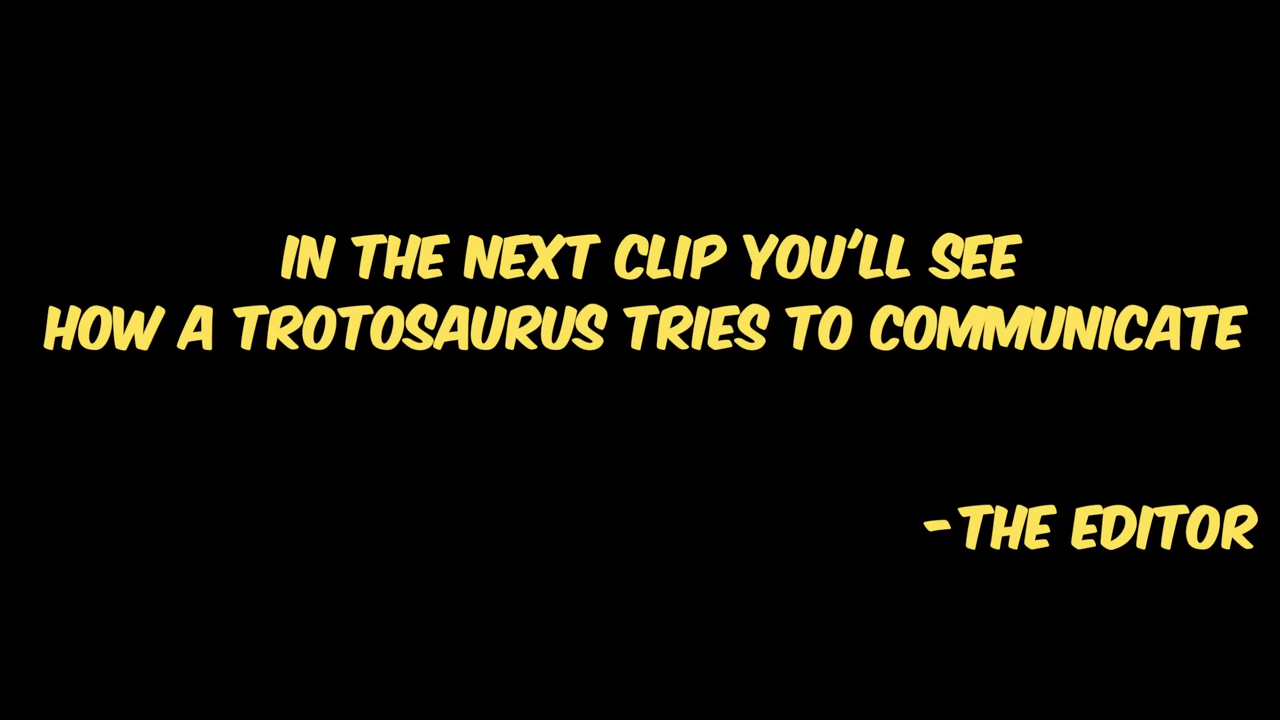 IN THE NEXT CLIP YOU'LL SEE
HOW A TROTOSAURUS TRIES TO COMMUNICATE
-THE EDITOR